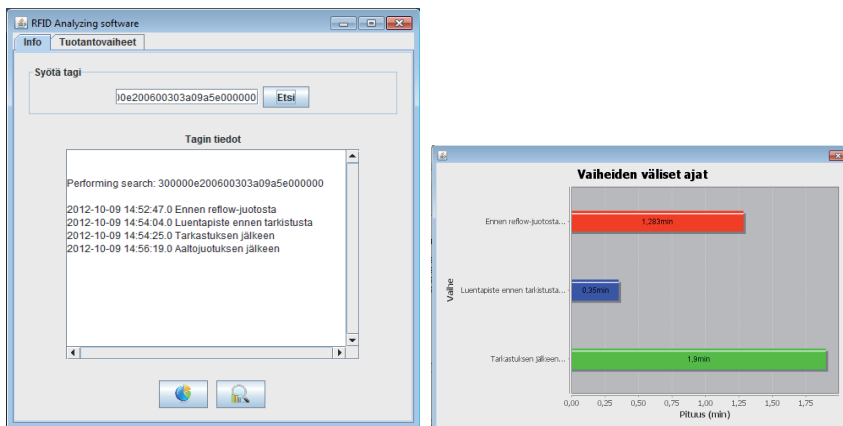 RFID Analyzing software
Info Tuotantovaiheet
Syötä tagi
00e200600303a09a5e000000 Etsi
Tagin tiedot
Performing search: 300000e200600303a09a5e000000
2012-10-09 14:52:47.0 Ennen reflow-juotosta
2012-10-09 14:54:04.0 Luentapiste ennen tarkistusta
2012-10-09 14:54:25.0 Tarkastuksen jälkeen
2012-10-09 14:56:19.0 Aaltojuotuksen jälkeen
Vaiheiden väliset ajat
Ennen reflow-juotosta...
1,283min
Vaihe
Luentapiste ennen tarkistusta...
0,35min
Tarkastuksen jälkeen...
1,9min
0,00 0,25 0,50 0,75 1,00 1,25 1,50 1,75
Pituus (min)